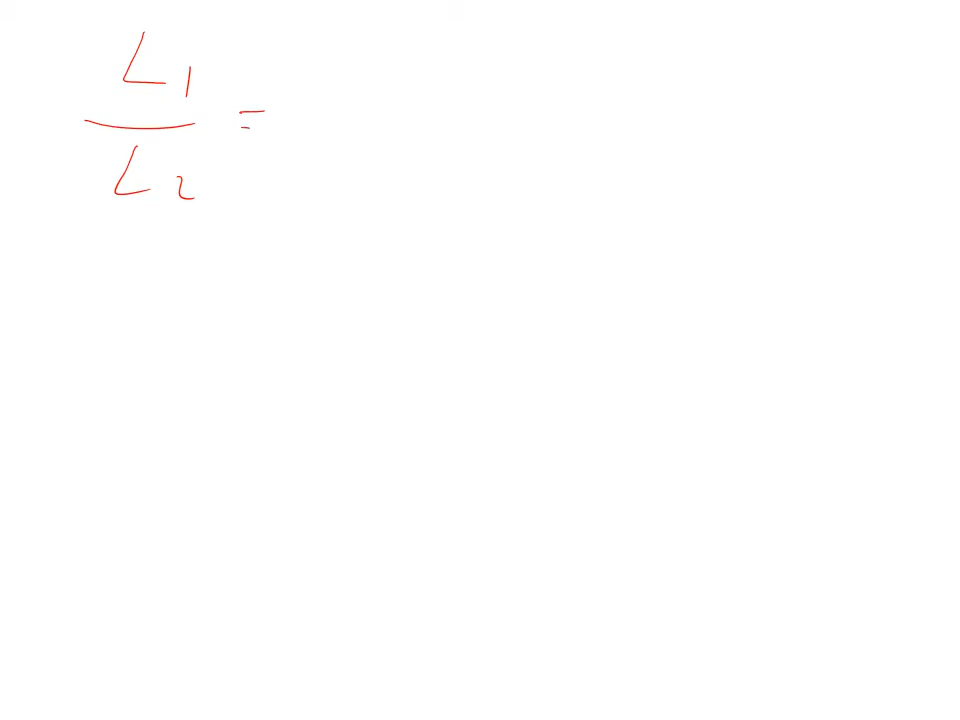 L₁
L₂ =